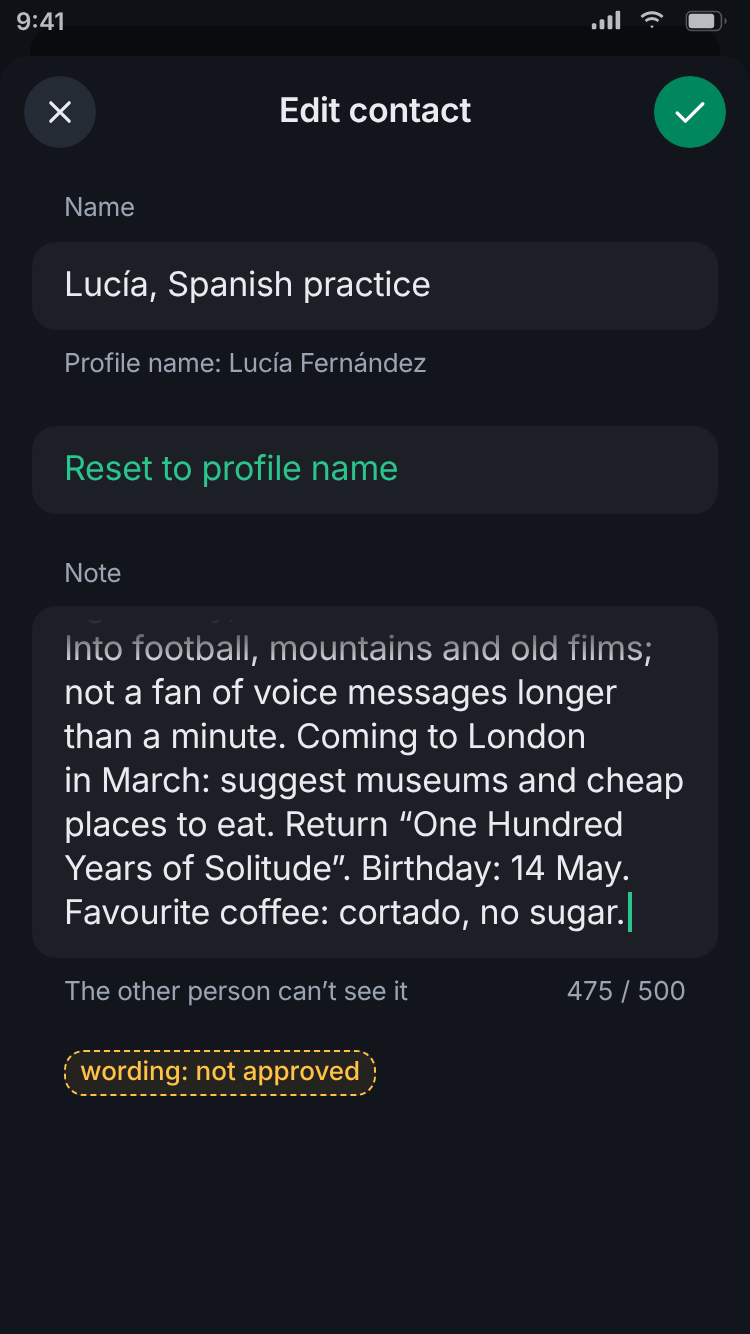 9:41
Edit contact
Name
Lucía, Spanish practice
Profile name: Lucía Fernández
Reset to profile name
Note
Into football, mountains and old films;
not a fan of voice messages longer
than a minute. Coming to London
in March: suggest museums and cheap
places to eat. Return “One Hundred
Years of Solitude”. Birthday: 14 May.
Favourite coffee: cortado, no sugar.
The other person can’t see it
475 / 500
wording: not approved